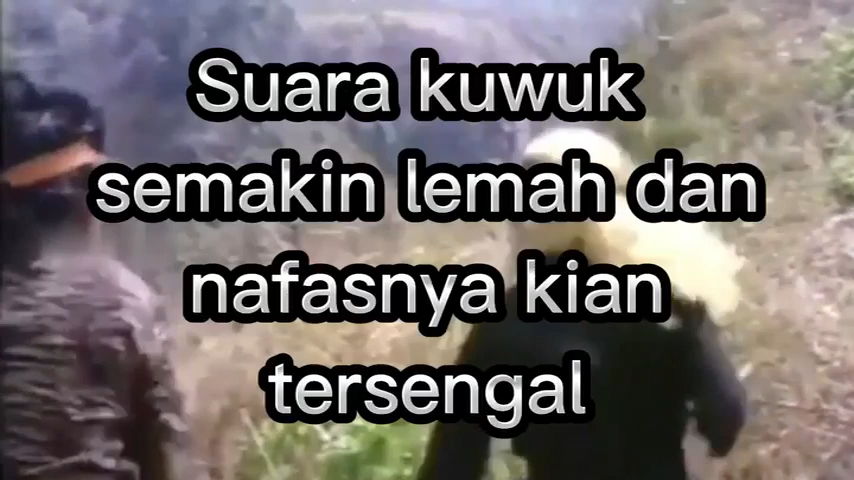 Suara kuwuk
semakin lemah dan
nafasnya kian
tersengal